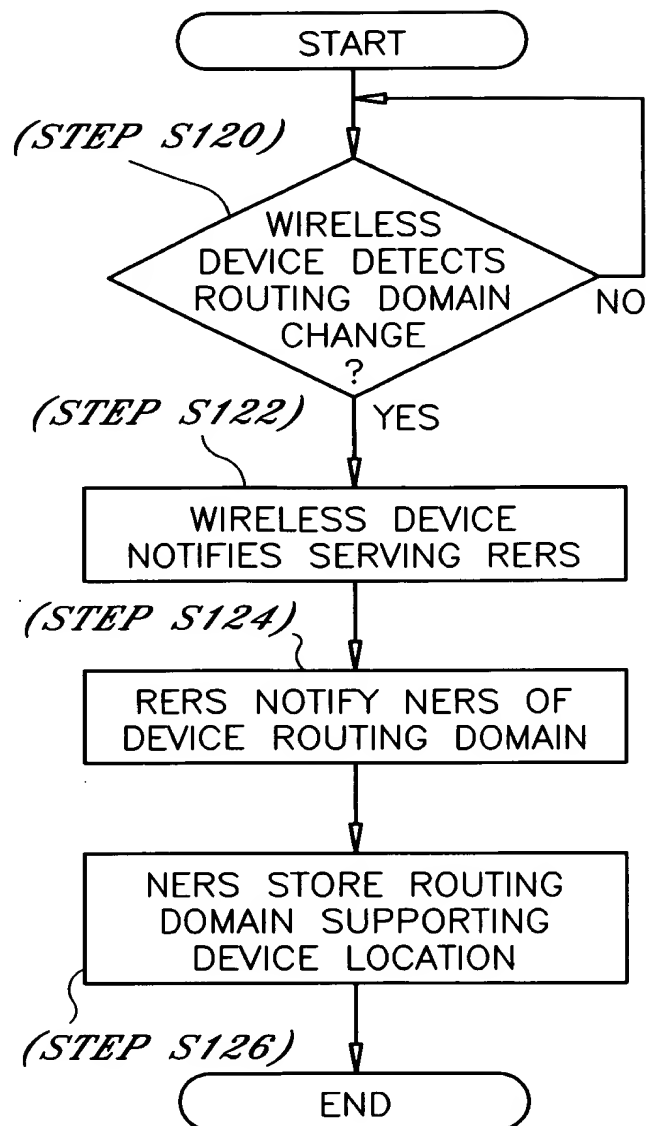 START
(STEP S120)
WIRELESS
DEVICE DETECTS
ROUTING DOMAIN
CHANGE
?
NO
(STEP S122)
YES
WIRELESS DEVICE
NOTIFIES SERVING RERS
(STEP S124)
RERS NOTIFY NERS OF
DEVICE ROUTING DOMAIN
NERS STORE ROUTING
DOMAIN SUPPORTING
DEVICE LOCATION
(STEP S126)
END